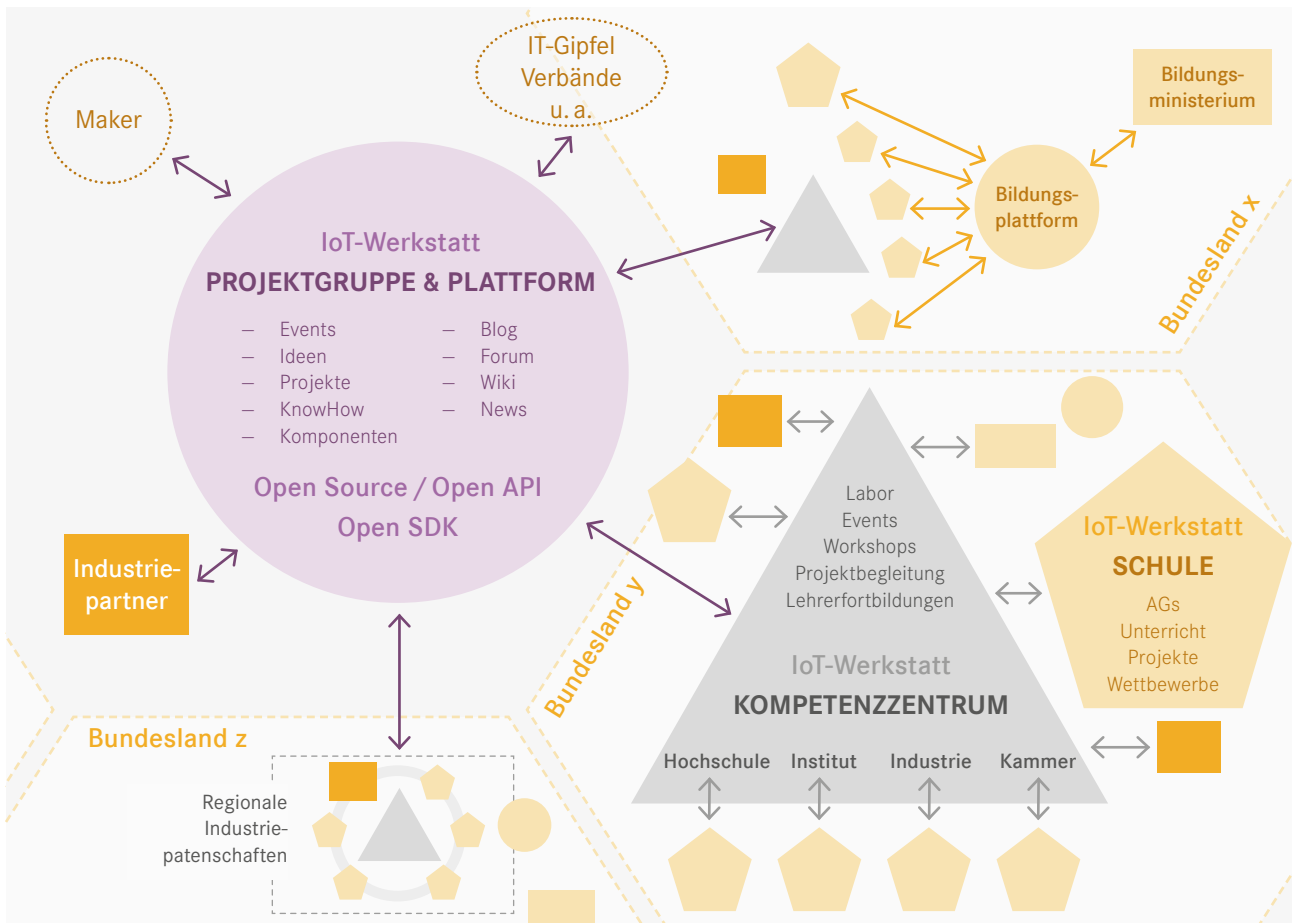 Maker
IT-Gipfel
Verbände
u. a.
IoT-Werkstatt
PROJEKTGRUPPE & PLATTFORM
– Events
– Ideen
– Projekte
– KnowHow
– Komponenten
– Blog
– Forum
– Wiki
– News
Open Source / Open API
Open SDK
Industrie-
partner
Bildungs-
ministerium
Bildungs-
plattform
Bundesland x
Bundesland y
Labor
Events
Workshops
Projektbegleitung
Lehrerfortbildungen
IoT-Werkstatt
KOMPETENZZENTRUM
Hochschule Institut Industrie Kammer
IoT-Werkstatt
SCHULE
AGs
Unterricht
Projekte
Wettbewerbe
Bundesland z
Regionale
Industrie-
patenschaften